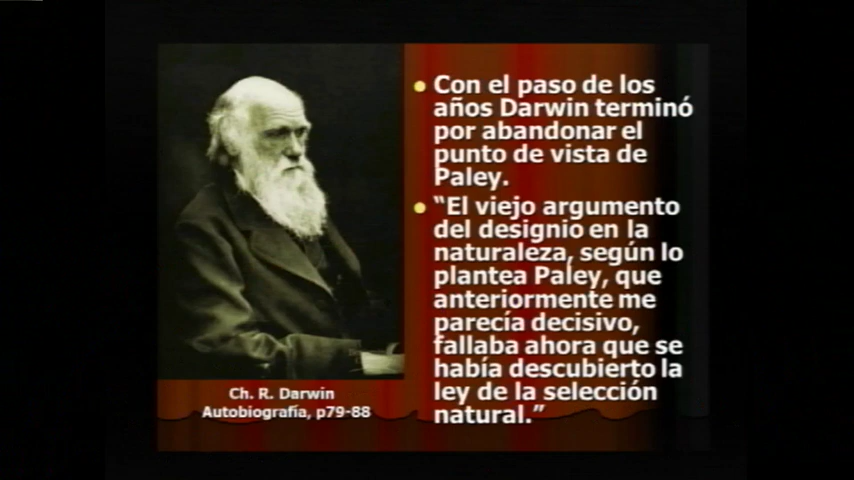 Con el paso de los
años Darwin terminó
por abandonar el
punto de vista de
Paley.
“El viejo argumento
del designio en la
naturaleza, según lo
plantea Paley, que
anteriormente me
parecía decisivo,
fallaba ahora que se
había descubierto la
ley de la selección
natural.”
Ch. R. Darwin
Autobiografía, p79-88